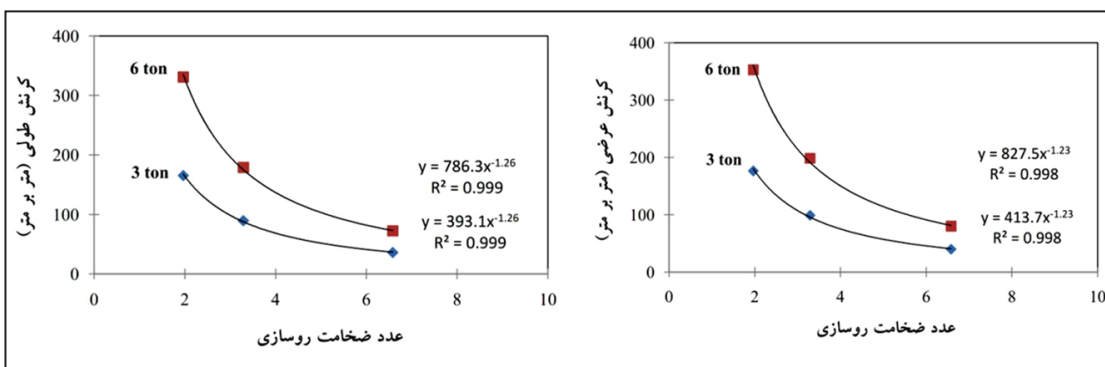 400
300
200
100
0
0 2 4 6 8 10
6 ton
3 ton
y = 786.3x⁻¹·²⁶
R² = 0.999
y = 393.1x⁻¹·²⁶
R² = 0.999
کرنش طولی (متر بر متر)
عدد ضخامت روسازی
400
300
200
100
0
0 2 4 6 8 10
6 ton
3 ton
y = 827.5x⁻¹·²³
R² = 0.998
y = 413.7x⁻¹·²³
R² = 0.998
کرنش عرضی (متر بر متر)
عدد ضخامت روسازی